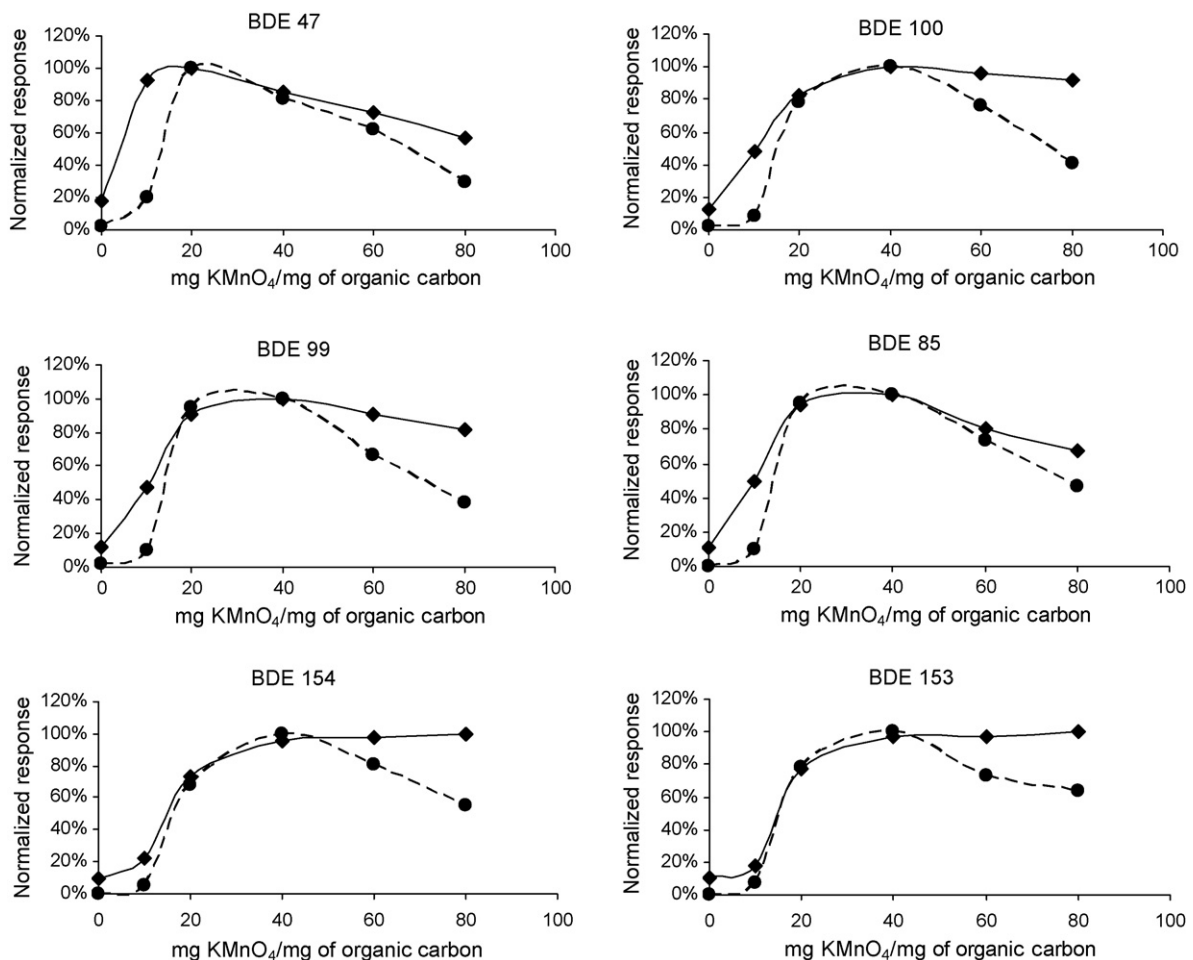 BDE 47
Normalized response
120%
100%
80%
60%
40%
20%
0%
0 20 40 60 80 100
mg KMnO₄/mg of organic carbon
BDE 100
Normalized response
120%
100%
80%
60%
40%
20%
0%
0 20 40 60 80 100
mg KMnO₄/mg of organic carbon
BDE 99
Normalized response
120%
100%
80%
60%
40%
20%
0%
0 20 40 60 80 100
mg KMnO₄/mg of organic carbon
BDE 85
Normalized response
120%
100%
80%
60%
40%
20%
0%
0 20 40 60 80 100
mg KMnO₄/mg of organic carbon
BDE 154
Normalized response
120%
100%
80%
60%
40%
20%
0%
0 20 40 60 80 100
mg KMnO₄/mg of organic carbon
BDE 153
Normalized response
120%
100%
80%
60%
40%
20%
0%
0 20 40 60 80 100
mg KMnO₄/mg of organic carbon